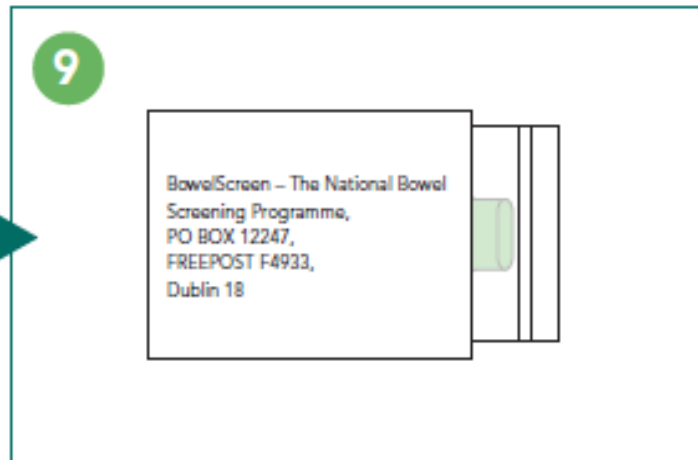 9
BowelScreen – The National Bowel
Screening Programme,
PO BOX 12247,
FREEPOST F4933,
Dublin 18